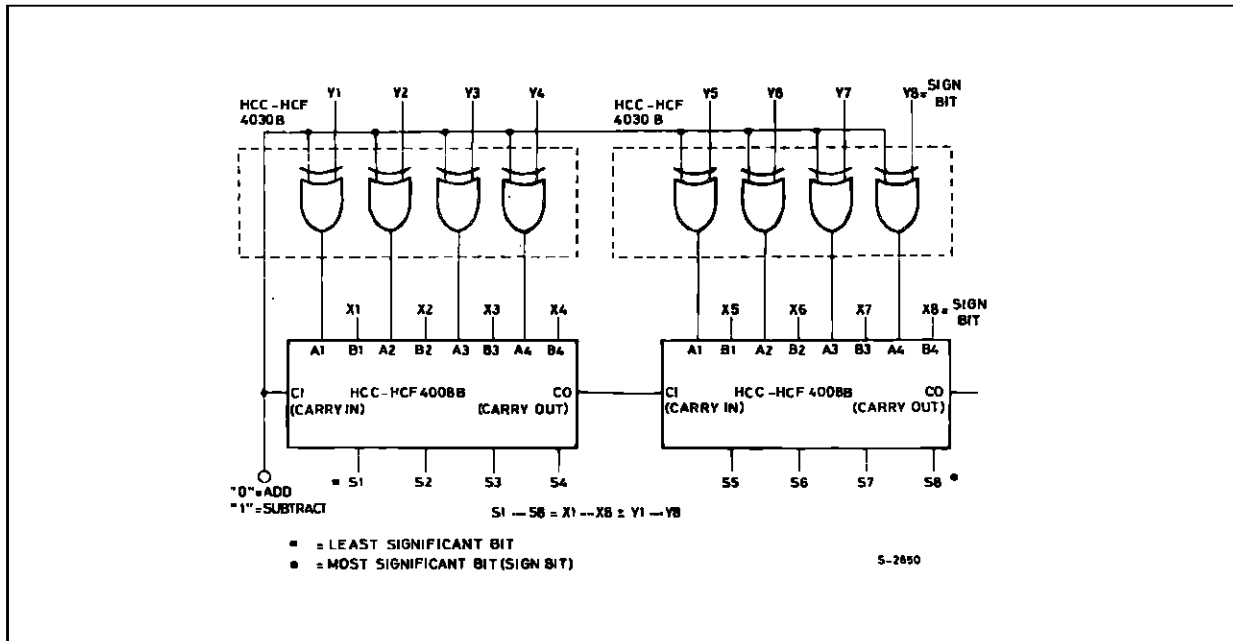 HCC-HCF
4030B
Y1 Y2 Y3 Y4
HCC-HCF
4030 B
Y5 Y6 Y7 Y8= SIGN
BIT
X1 X2 X3 X4
X5 X6 X7 X8= SIGN
BIT
A1 B1 A2 B2 A3 B3 A4 B4
A1 B1 A2 B2 A3 B3 A4 B4
CI HCC-HCF 4008B CO
(CARRY IN) (CARRY OUT)
CI HCC-HCF 4008B CO
(CARRY IN) (CARRY OUT)
"0"=ADD
"1"=SUBTRACT
* S1 S2 S3 S4
S5 S6 S7 S8 •
S1 — S8 = X1 -- X8 ± Y1 — Y8
* = LEAST SIGNIFICANT BIT
• = MOST SIGNIFICANT BIT (SIGN BIT)
S-2650